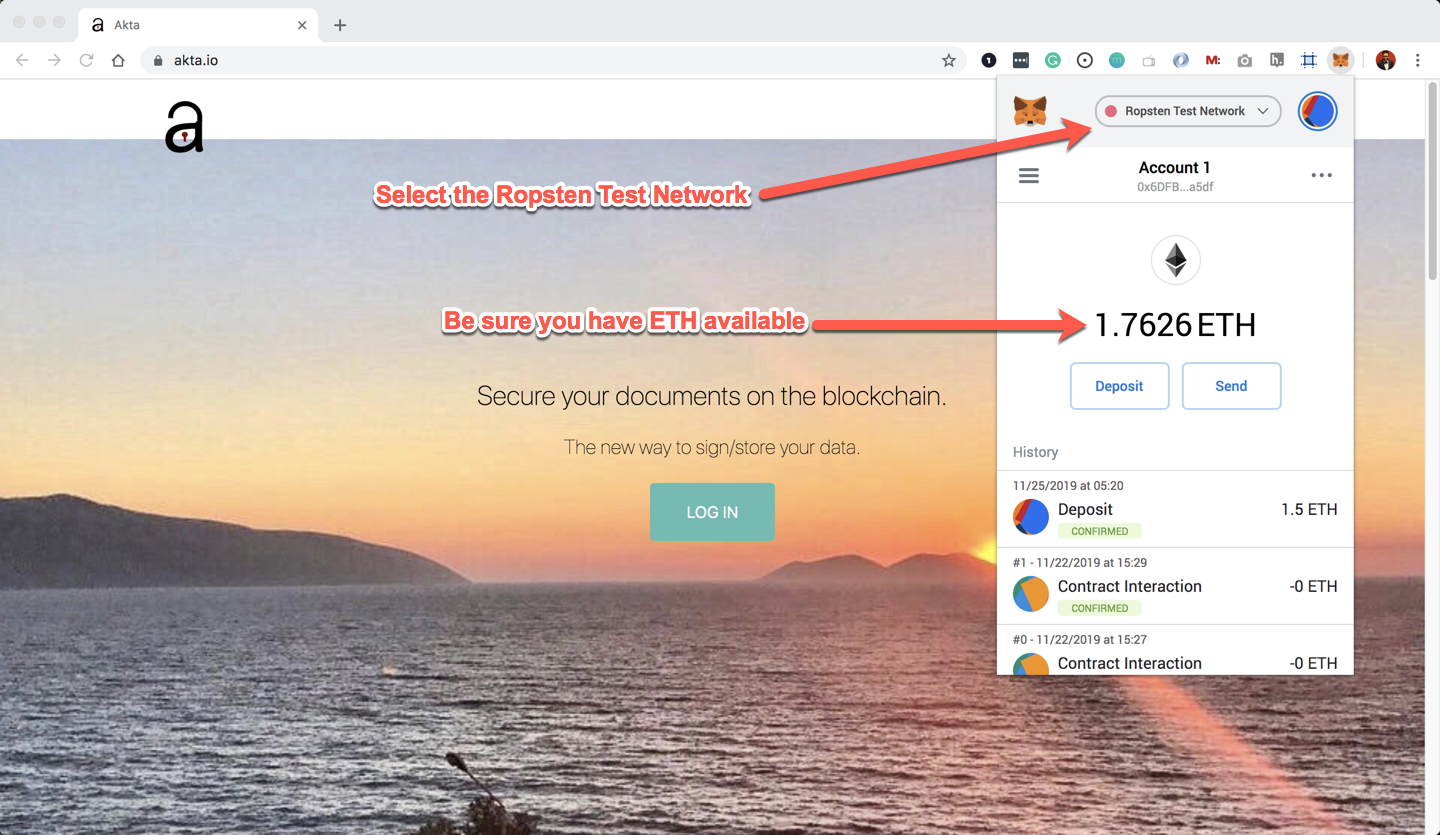 Akta
akta.io
Ropsten Test Network
Select the Ropsten Test Network
Account 1
0x6DFB...a5df
Be sure you have ETH available
1.7626 ETH
Deposit
Send
Secure your documents on the blockchain.
The new way to sign/store your data.
LOG IN
History
11/25/2019 at 05:20
Deposit
1.5 ETH
CONFIRMED
#1 - 11/22/2019 at 15:29
Contract Interaction
-0 ETH
CONFIRMED
#0 - 11/22/2019 at 15:27
Contract Interaction
-0 ETH